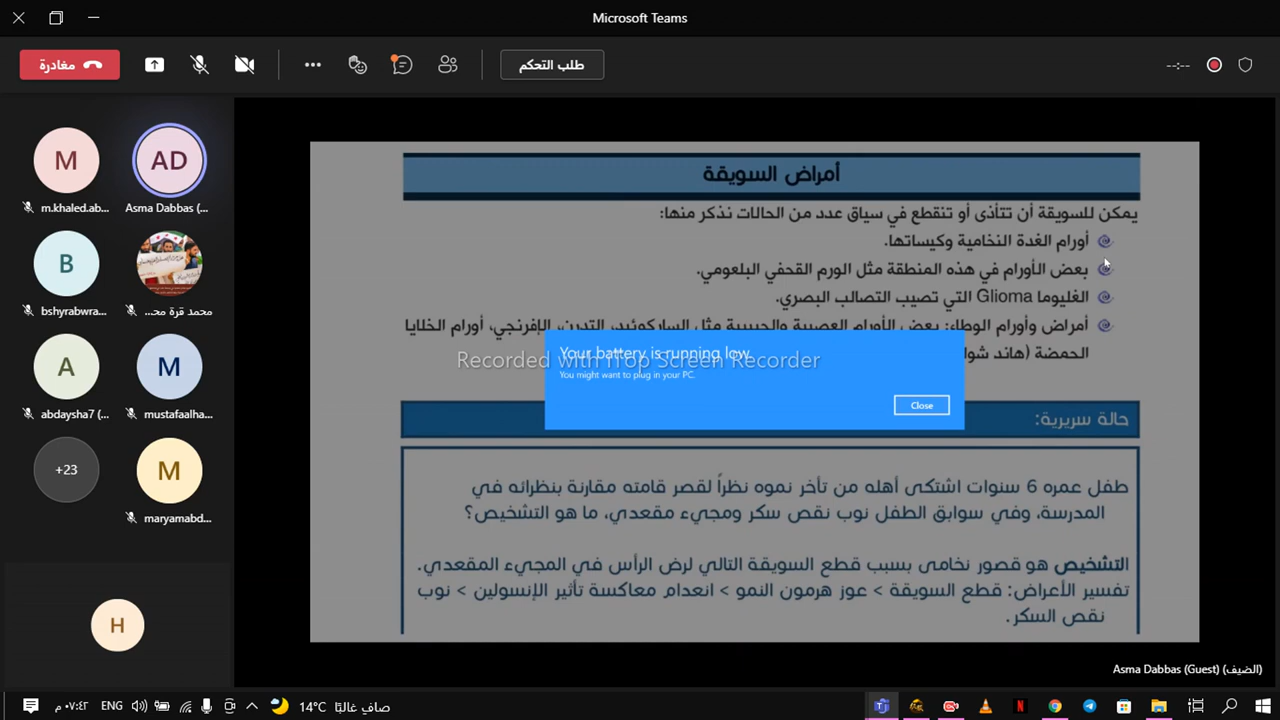 Microsoft Teams
مغادرة
طلب التحكم
--:--
M
AD
m.khaled.ab...
Asma Dabbas (...
B
bshyrabwra...
محمد قرة مح...
A
M
abdaysha7 (...
mustafaalha...
+23
M
maryamabd...
H
أمراض السويقة
يمكن للسويقة أن تتأذى أو تنقطع في سياق عدد من الحالات نذكر منها:
أورام الغدة النخامية وكيساتها.
بعض الأورام في هذه المنطقة مثل الورم القحفي البلعومي.
الغليوما Glioma التي تصيب التصالب البصري.
أمراض وأورام الوطاء: بعض الأورام العصبية والحبيبية مثل الساركوئيد، التدرن، الإفرنجي، أورام الخلايا
الحمضة (هاند شوا
Your battery is running low
Recorded with iTop Screen Recorder
You might want to plug in your PC.
Close
حالة سريرية:
طفل عمره 6 سنوات اشتكى أهله من تأخر نموه نظراً لقصر قامته مقارنة بنظرائه في
المدرسة، وفي سوابق الطفل نوب نقص سكر ومجيء مقعدي، ما هو التشخيص؟
التشخيص هو قصور نخامى بسبب قطع السويقة التالي لرض الرأس في المجيء المقعدي.
تفسير الأعراض: قطع السويقة > عوز هرمون النمو > انعدام معاكسة تأثير الإنسولين > نوب
نقص السكر.
Asma Dabbas (Guest) (الضيف)
ENG
٠٧:٤٢ م
14°C
صافٍ غالبًا